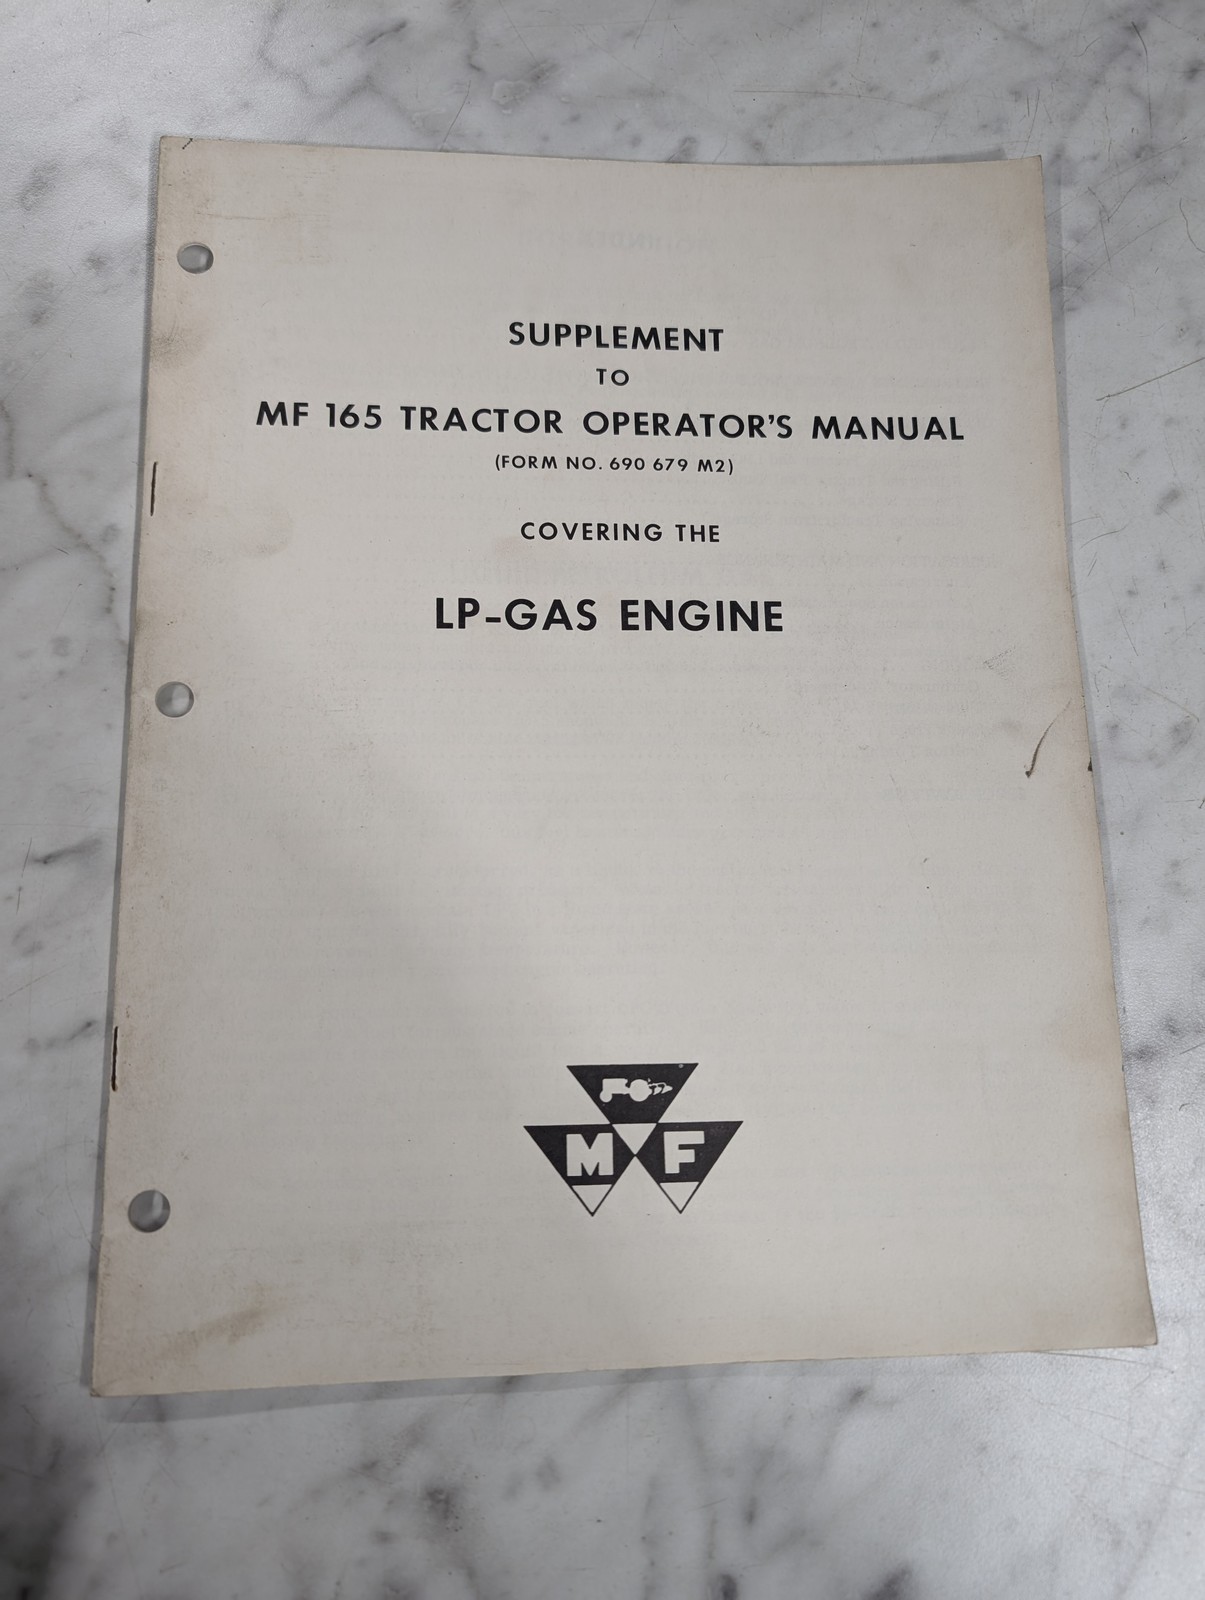 SUPPLEMENT
TO
MF 165 TRACTOR OPERATOR'S MANUAL
(FORM NO. 690 679 M2)
COVERING THE
LP-GAS ENGINE
M F